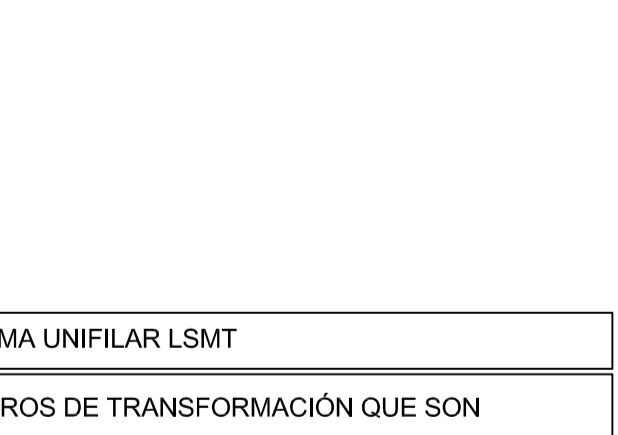 MA UNIFILAR LSMT
ROS DE TRANSFORMACIÓN QUE SON